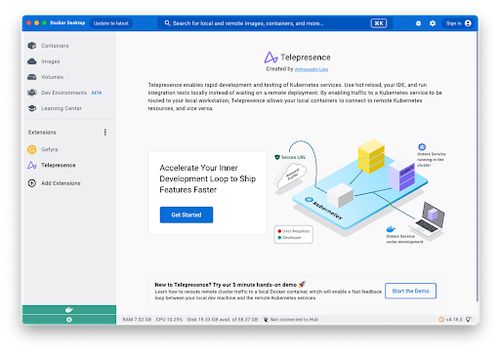 Docker Desktop
Update to latest
Search for local and remote images, containers, and more...
⌘K
Sign in
Containers
Images
Volumes
Dev Environments BETA
Learning Center
Extensions
Gefyra
Telepresence
Add Extensions
Telepresence
Created by Ambassador Labs
Telepresence enables rapid development and testing of Kubernetes services. Use hot reload, your IDE, and run
integration tests locally instead of waiting on a remote deployment. By enabling traffic to a Kubernetes service to be
routed to your local workstation, Telepresence allows your local containers to connect to remote Kubernetes
resources, and vice versa.
Accelerate Your Inner
Development Loop to Ship
Features Faster
Get Started
Secure URL
Orders Service
running in the
cluster
Kubernetes
User Requests
Developer
Orders Service
under development
New to Telepresence? Try our 5 minute hands-on demo 🚀
Learn how to reroute remote cluster traffic to a local Docker container, which will enable a fast feedback
loop between your local dev machine and the remote Kubernetes services.
Start the Demo
RAM 7.02 GB CPU 10.25% Disk 19.33 GB avail. of 58.37 GB Not connected to Hub
v4.18.0